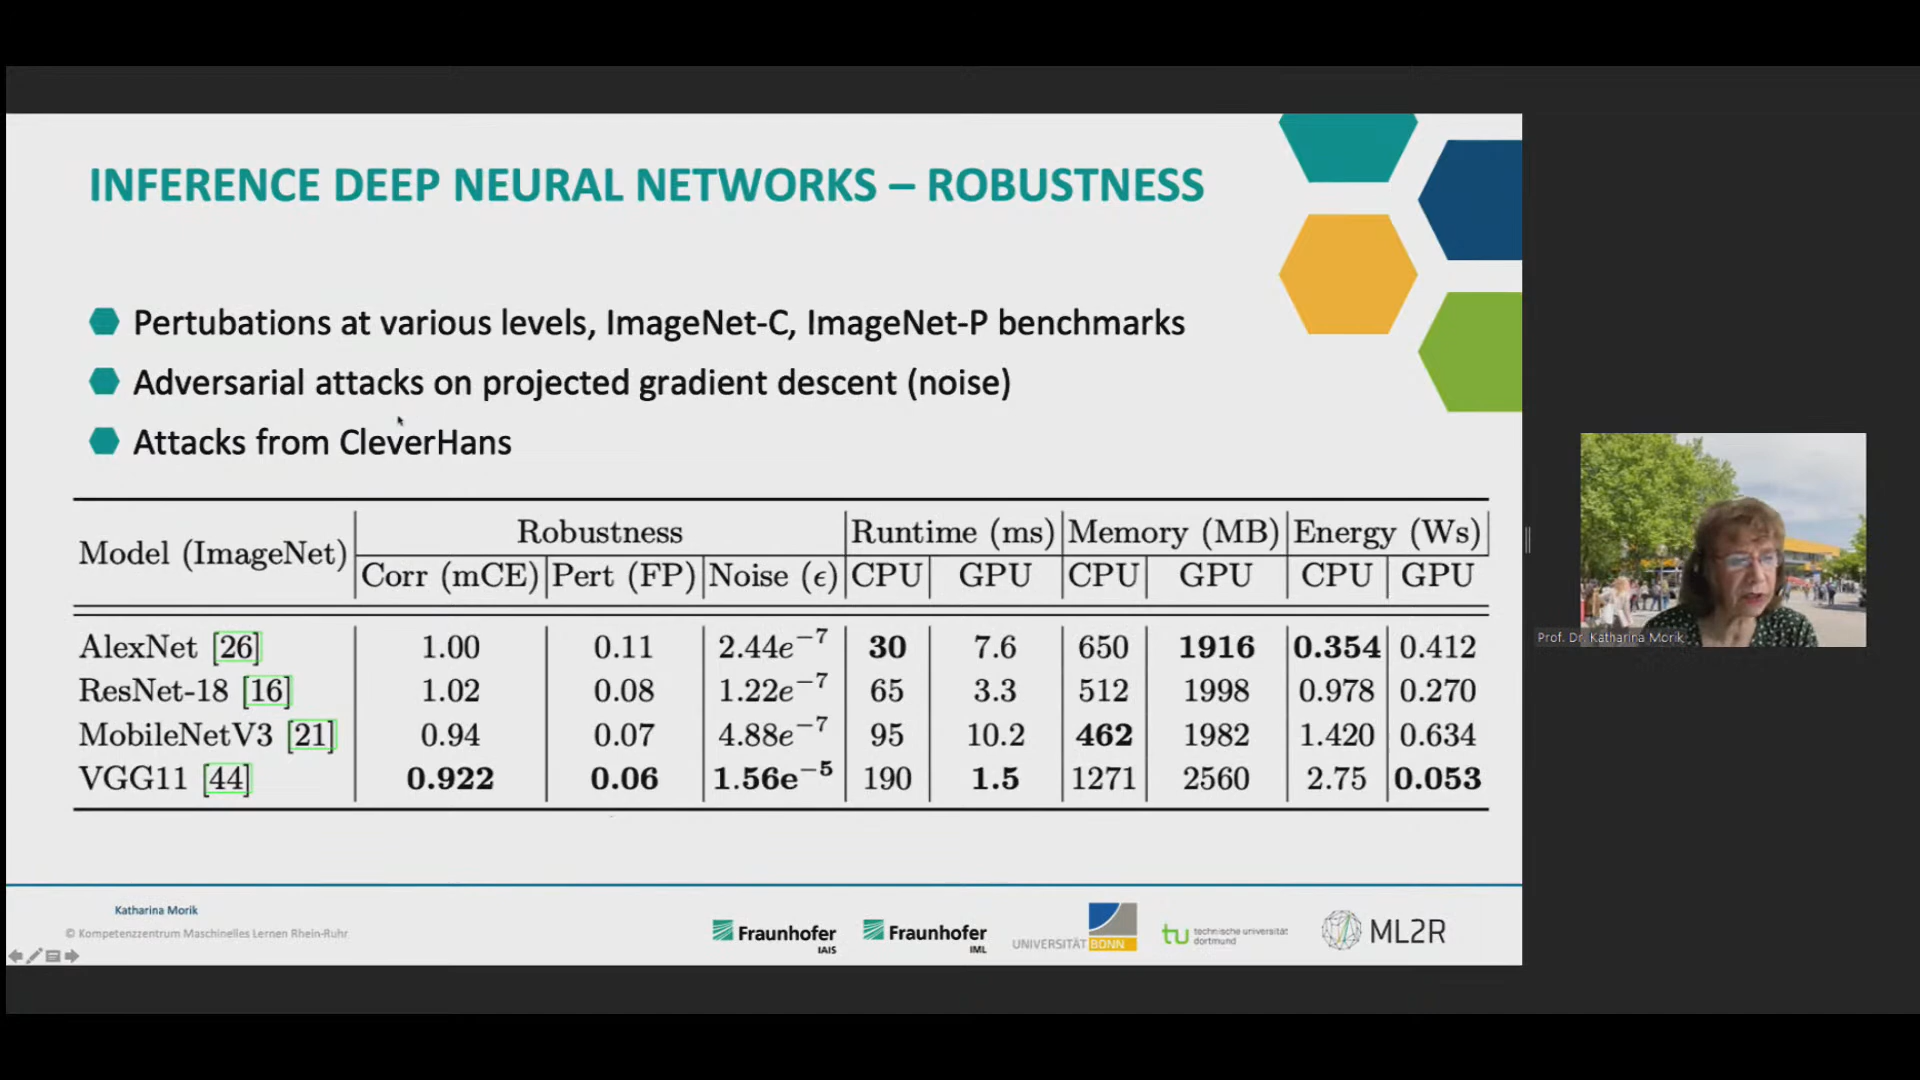 INFERENCE DEEP NEURAL NETWORKS – ROBUSTNESS
Pertubations at various levels, ImageNet-C, ImageNet-P benchmarks
Adversarial attacks on projected gradient descent (noise)
Attacks from CleverHans
Model (ImageNet) Robustness Runtime (ms) Memory (MB) Energy (Ws)
Corr (mCE) Pert (FP) Noise (ϵ) CPU GPU CPU GPU CPU GPU
AlexNet [26] 1.00 0.11 2.44e⁻⁷ 30 7.6 650 1916 0.354 0.412
ResNet-18 [16] 1.02 0.08 1.22e⁻⁷ 65 3.3 512 1998 0.978 0.270
MobileNetV3 [21] 0.94 0.07 4.88e⁻⁷ 95 10.2 462 1982 1.420 0.634
VGG11 [44] 0.922 0.06 1.56e⁻⁵ 190 1.5 1271 2560 2.75 0.053
Katharina Morik
© Kompetenzzentrum Maschinelles Lernen Rhein-Ruhr
Fraunhofer
IAIS
Fraunhofer
IML
UNIVERSITÄT BONN
tu technische universität
dortmund
ML2R
Prof. Dr. Katharina Morik